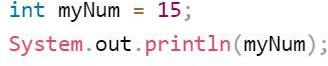 int myNum = 15;
System.out.println(myNum);